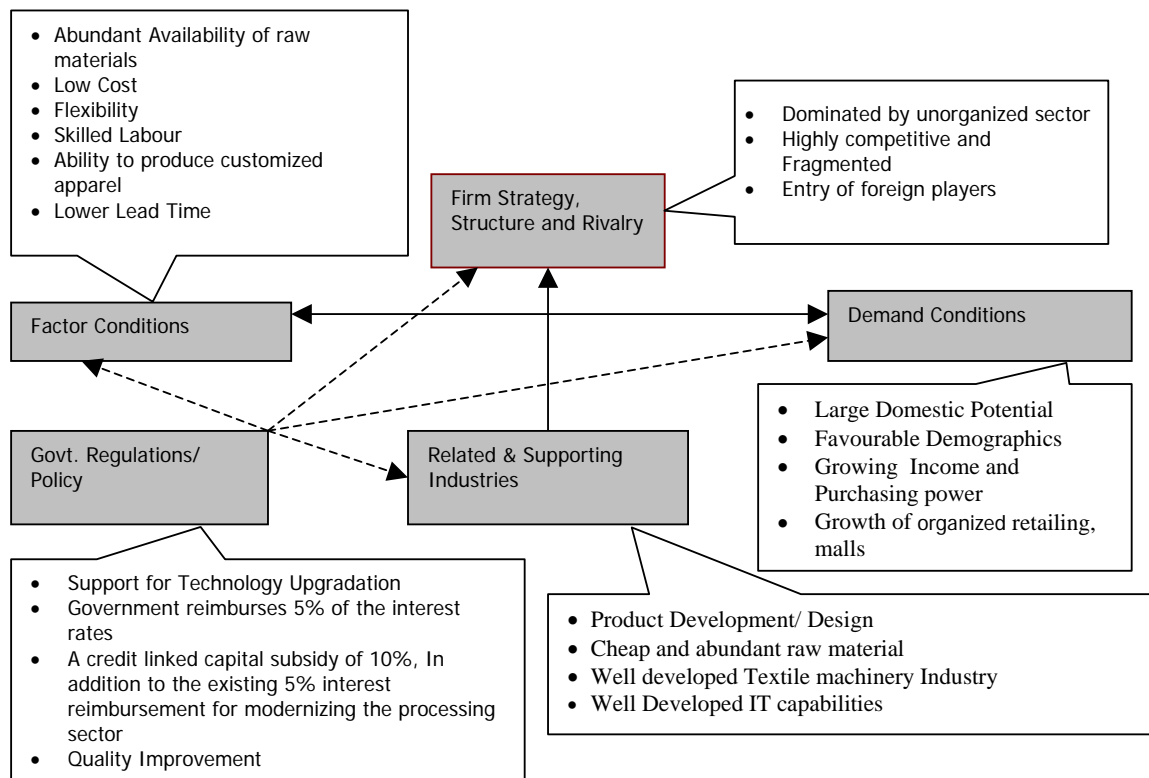 • Abundant Availability of raw
materials
• Low Cost
• Flexibility
• Skilled Labour
• Ability to produce customized
apparel
• Lower Lead Time
• Dominated by unorganized sector
• Highly competitive and
Fragmented
• Entry of foreign players
Firm Strategy,
Structure and Rivalry
Factor Conditions
Demand Conditions
Govt. Regulations/
Policy
Related & Supporting
Industries
• Large Domestic Potential
• Favourable Demographics
• Growing Income and
Purchasing power
• Growth of organized retailing,
malls
• Support for Technology Upgradation
• Government reimburses 5% of the interest
rates
• A credit linked capital subsidy of 10%, In
addition to the existing 5% interest
reimbursement for modernizing the processing
sector
• Quality Improvement
• Product Development/ Design
• Cheap and abundant raw material
• Well developed Textile machinery Industry
• Well Developed IT capabilities